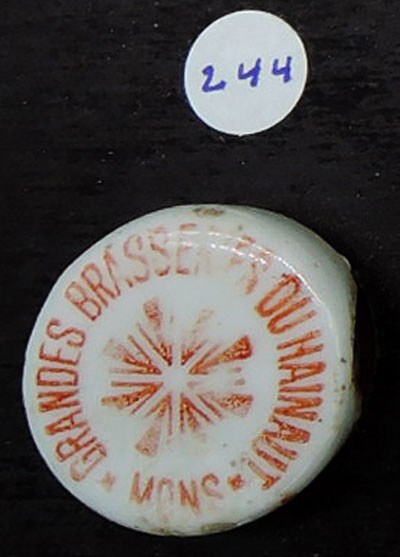 244
GRANDES BRASSERIES DU HAINAUT * MONS *